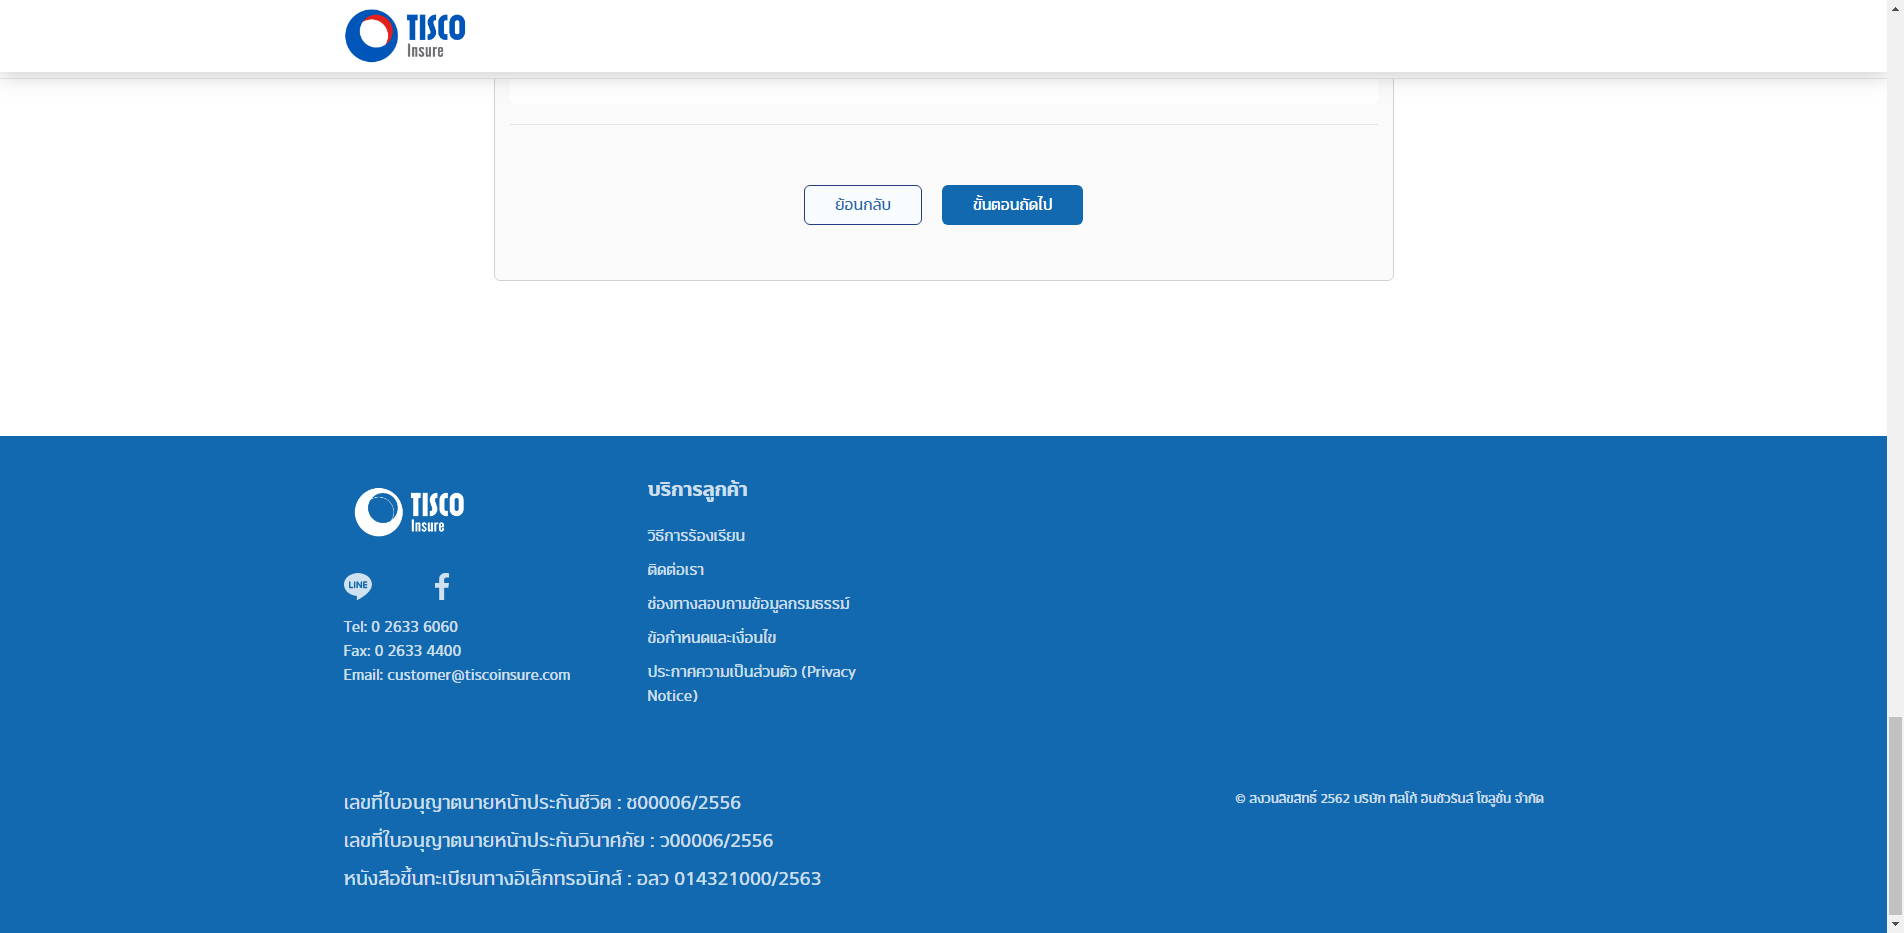 TISCO
Insure
ย้อนกลับ
ขั้นตอนถัดไป
TISCO
Insure
LINE
Tel: 0 2633 6060
Fax: 0 2633 4400
Email: customer@tiscoinsure.com
บริการลูกค้า
วิธีการร้องเรียน
ติดต่อเรา
ช่องทางสอบถามข้อมูลกรมธรรม์
ข้อกำหนดและเงื่อนไข
ประกาศความเป็นส่วนตัว (Privacy
Notice)
เลขที่ใบอนุญาตนายหน้าประกันชีวิต : ช00006/2556
เลขที่ใบอนุญาตนายหน้าประกันวินาศภัย : ว00006/2556
หนังสือขึ้นทะเบียนทางอิเล็กทรอนิกส์ : อลว 014321000/2563
© สงวนลิขสิทธิ์ 2562 บริษัท ทิสโก้ อินชัวรันส์ โซลูชั่น จำกัด